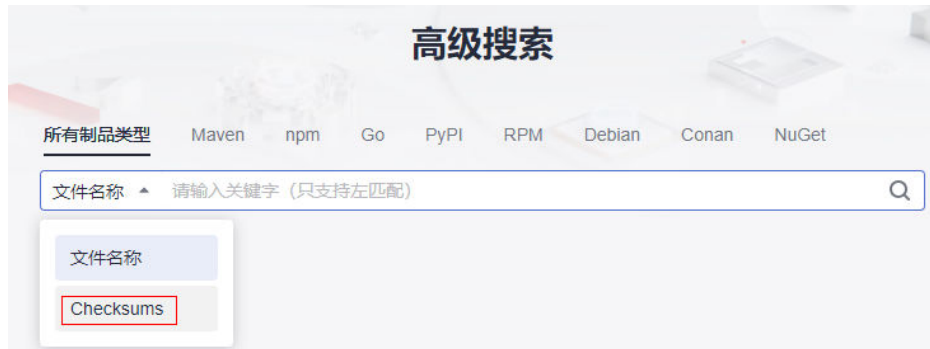 高级搜索
所有制品类型 Maven npm Go PyPI RPM Debian Conan NuGet
文件名称 请输入关键字（只支持左匹配）
文件名称
Checksums